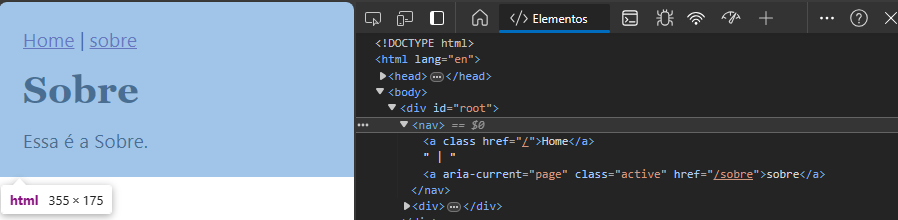 Home | sobre
Sobre
Essa é a Sobre.
html 355 × 175
Elementos
<!DOCTYPE html>
<html lang="en">
<head> ••• </head>
<body>
<div id="root">
••• <nav> == $0
<a class href="/">Home</a>
" | "
<a aria-current="page" class="active" href="/sobre">sobre</a>
</nav>
<div> ••• </div>